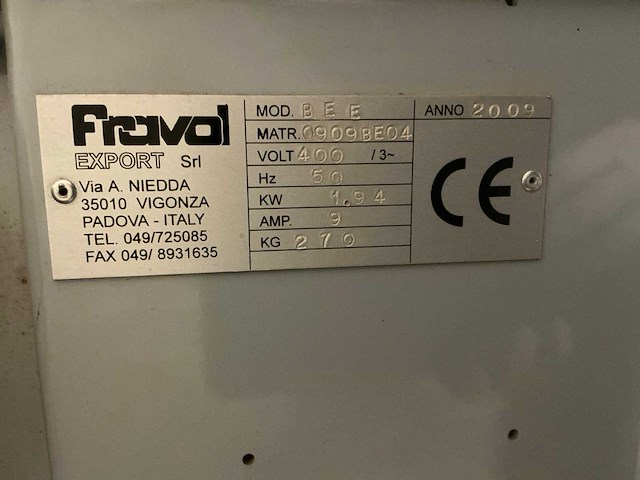 Fraval
EXPORT Srl
Via A. NIEDDA
35010 VIGONZA
PADOVA - ITALY
TEL. 049/725085
FAX 049/ 8931635
MOD. BEE
MATR. 0909BE04
VOLT 400 / 3~
Hz 50
KW 1.94
AMP. 9
KG 270
ANNO 2009
CE